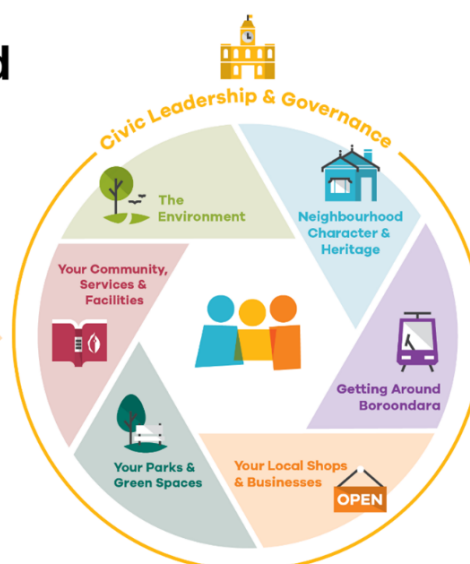 d
Civic Leadership & Governance
The
Environment
Neighbourhood
Character &
Heritage
Your Community,
Services &
Facilities
Getting Around
Boroondara
Your Parks &
Green Spaces
Your Local Shops
& Businesses
OPEN